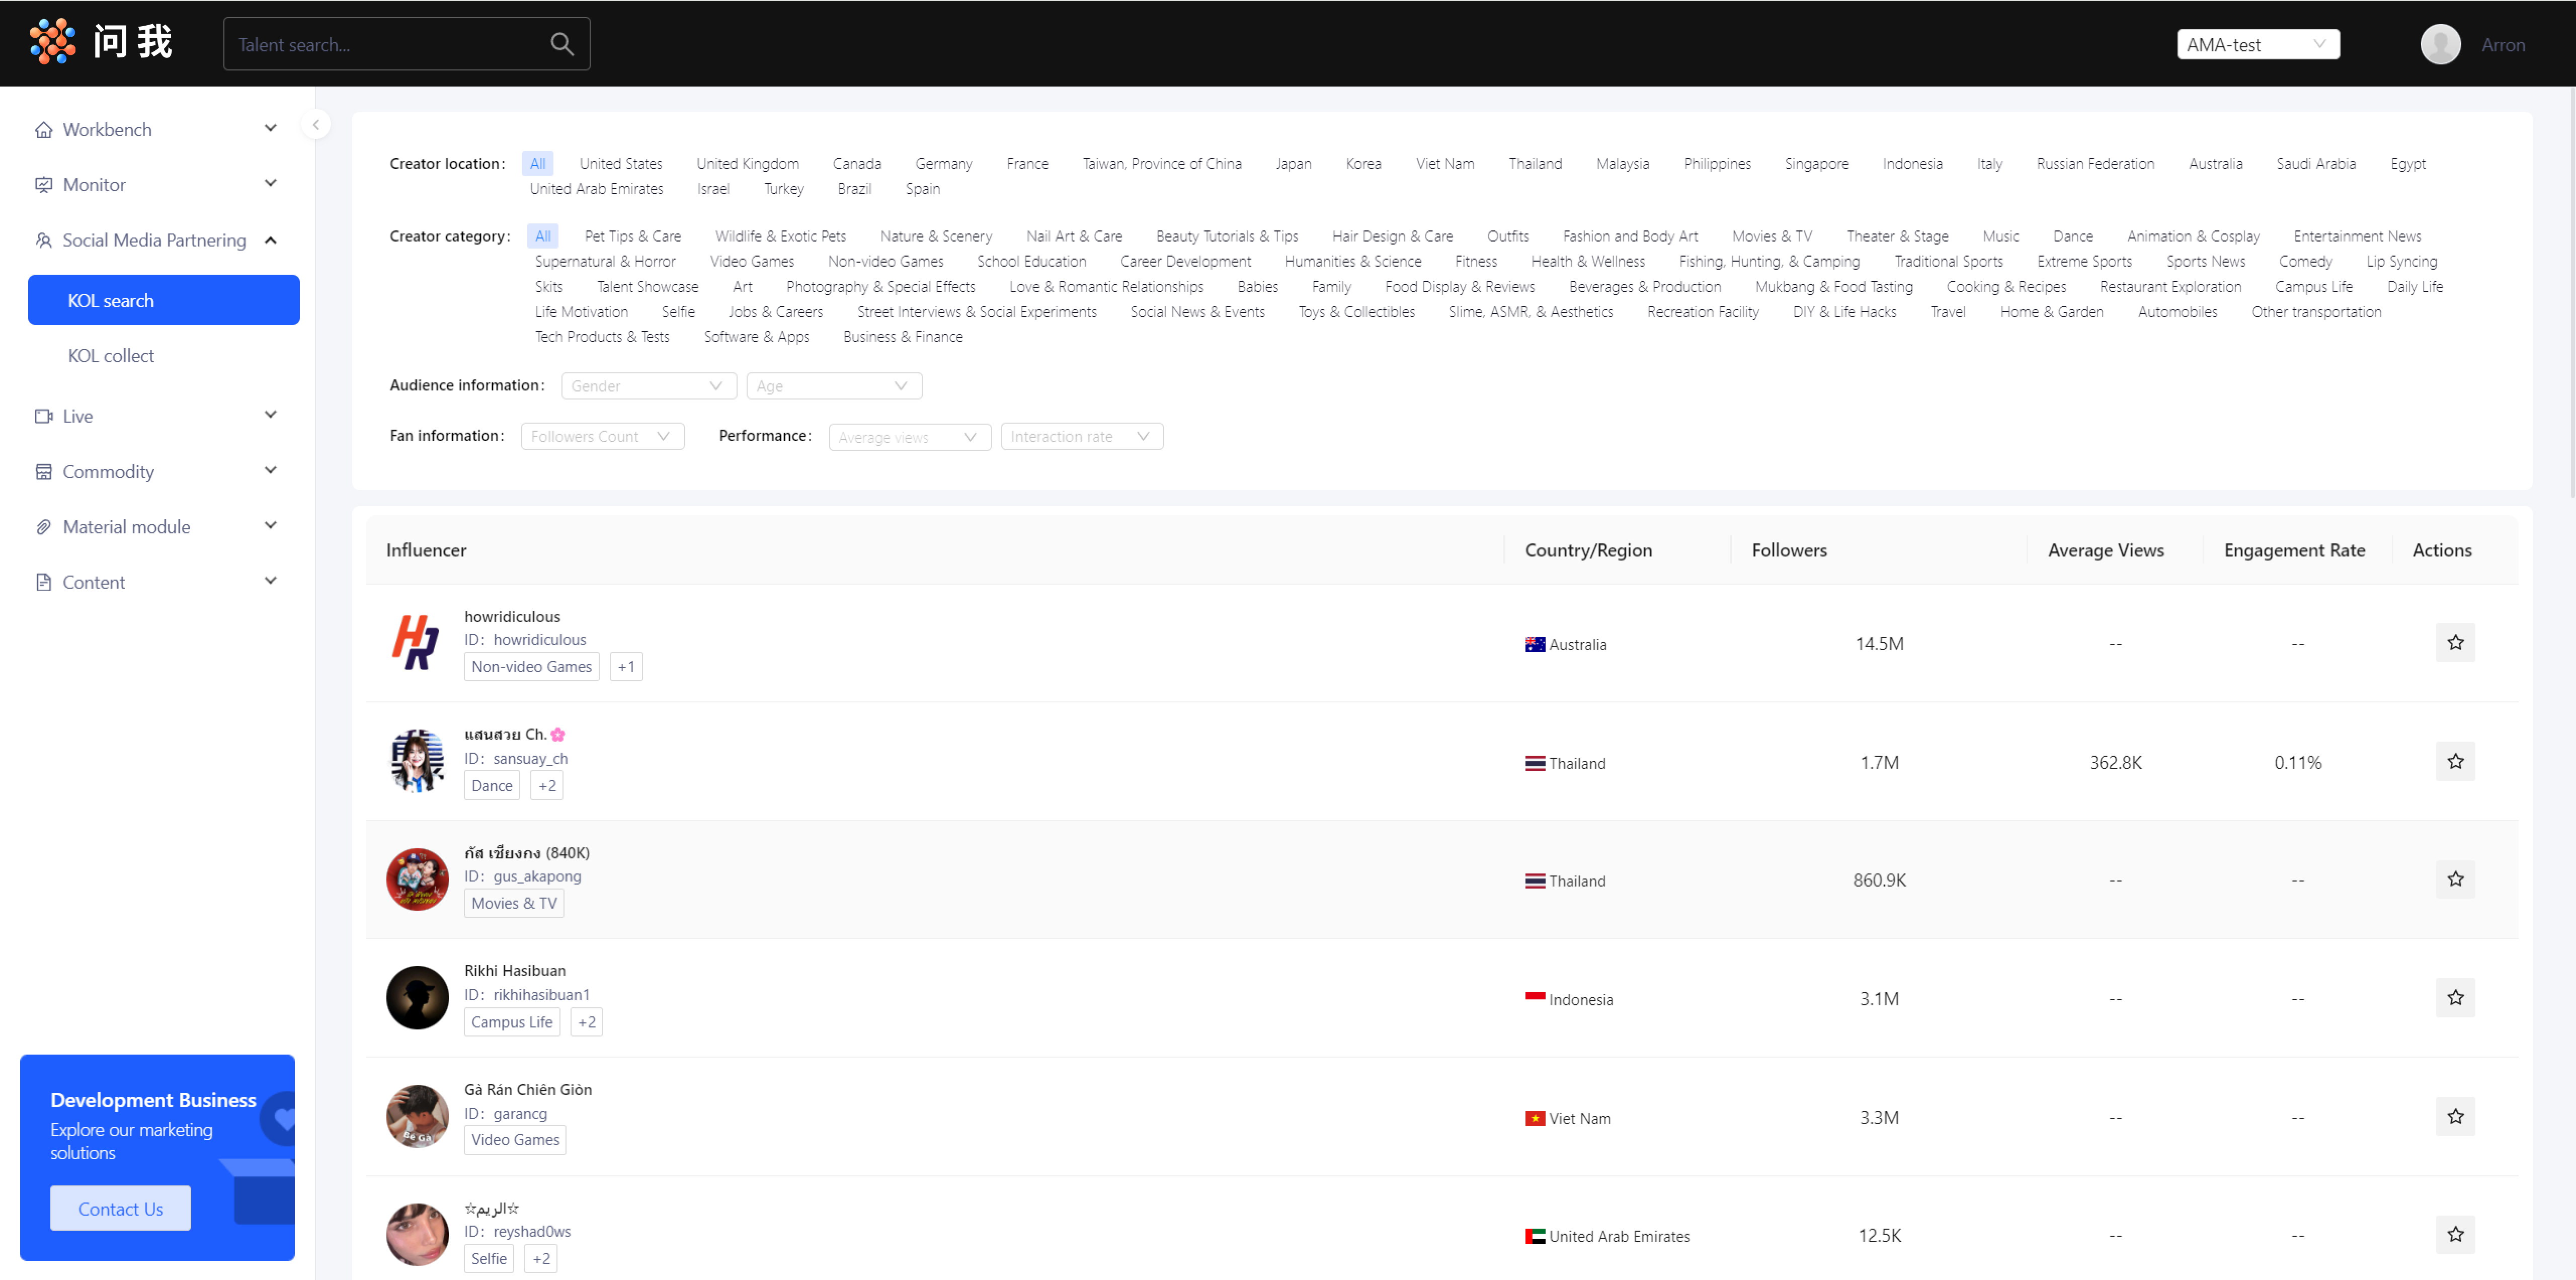 问我
Talent search...
AMA-test
Arron
Workbench
Monitor
Social Media Partnering
KOL search
KOL collect
Live
Commodity
Material module
Content
Development Business
Explore our marketing
solutions
Contact Us
Creator location: All United States United Kingdom Canada Germany France Taiwan, Province of China Japan Korea Viet Nam Thailand Malaysia Philippines Singapore Indonesia Italy Russian Federation Australia Saudi Arabia Egypt
United Arab Emirates Israel Turkey Brazil Spain
Creator category: All Pet Tips & Care Wildlife & Exotic Pets Nature & Scenery Nail Art & Care Beauty Tutorials & Tips Hair Design & Care Outfits Fashion and Body Art Movies & TV Theater & Stage Music Dance Animation & Cosplay Entertainment News
Supernatural & Horror Video Games Non-video Games School Education Career Development Humanities & Science Fitness Health & Wellness Fishing, Hunting, & Camping Traditional Sports Extreme Sports Sports News Comedy Lip Syncing
Skits Talent Showcase Art Photography & Special Effects Love & Romantic Relationships Babies Family Food Display & Reviews Beverages & Production Mukbang & Food Tasting Cooking & Recipes Restaurant Exploration Campus Life Daily Life
Life Motivation Selfie Jobs & Careers Street Interviews & Social Experiments Social News & Events Toys & Collectibles Slime, ASMR, & Aesthetics Recreation Facility DIY & Life Hacks Travel Home & Garden Automobiles Other transportation
Tech Products & Tests Software & Apps Business & Finance
Audience information: Gender Age
Fan information: Followers Count Performance: Average views Interaction rate
Influencer Country/Region Followers Average Views Engagement Rate Actions
HR
howridiculous
ID: howridiculous
Non-video Games +1
Australia 14.5M -- --
แสนสวย Ch.🌸
ID: sansuay_ch
Dance +2
Thailand 1.7M 362.8K 0.11%
กัส เชียงกง (840K)
ID: gus_akapong
Movies & TV
Thailand 860.9K -- --
Rikhi Hasibuan
ID: rikhihasibuan1
Campus Life +2
Indonesia 3.1M -- --
Gà Rán Chiên Giòn
ID: garancg
Video Games
Viet Nam 3.3M -- --
☆الريم☆
ID: reyshad0ws
Selfie +2
United Arab Emirates 12.5K -- --